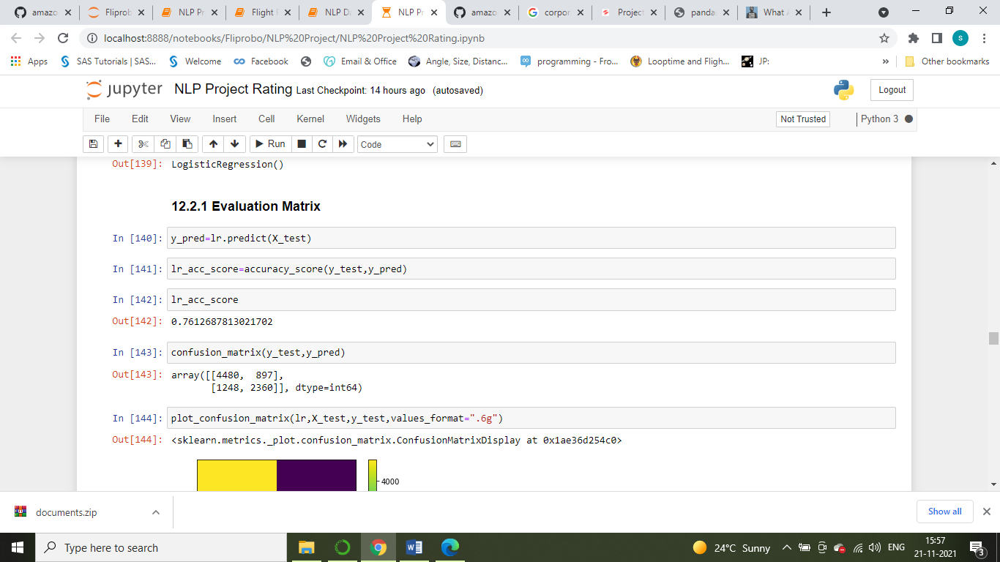 amazo
Fliprob
NLP Pr
Flight F
NLP Da
NLP Pr
amazo
corpor
Project
panda
What A
localhost:8888/notebooks/Fliprobo/NLP%20Project/NLP%20Project%20Rating.ipynb
S
Apps
SAS Tutorials | SAS...
Welcome
Facebook
Email & Office
Angle, Size, Distanc...
programming - Fro...
Looptime and Fligh...
JP:
»
Other bookmarks
jupyter
NLP Project Rating Last Checkpoint: 14 hours ago (autosaved)
Logout
File Edit View Insert Cell Kernel Widgets Help
Not Trusted
Python 3
Run
Code
Out[139]: LogisticRegression()
12.2.1 Evaluation Matrix
In [140]: y_pred=lr.predict(X_test)
In [141]: lr_acc_score=accuracy_score(y_test,y_pred)
In [142]: lr_acc_score
Out[142]: 0.7612687813021702
In [143]: confusion_matrix(y_test,y_pred)
Out[143]: array([[4480,  897],
[1248, 2360]], dtype=int64)
In [144]: plot_confusion_matrix(lr,X_test,y_test,values_format=".6g")
Out[144]: <sklearn.metrics._plot.confusion_matrix.ConfusionMatrixDisplay at 0x1ae36d254c0>
4000
documents.zip
Show all
Type here to search
24°C Sunny
ENG
15:57
21-11-2021
3